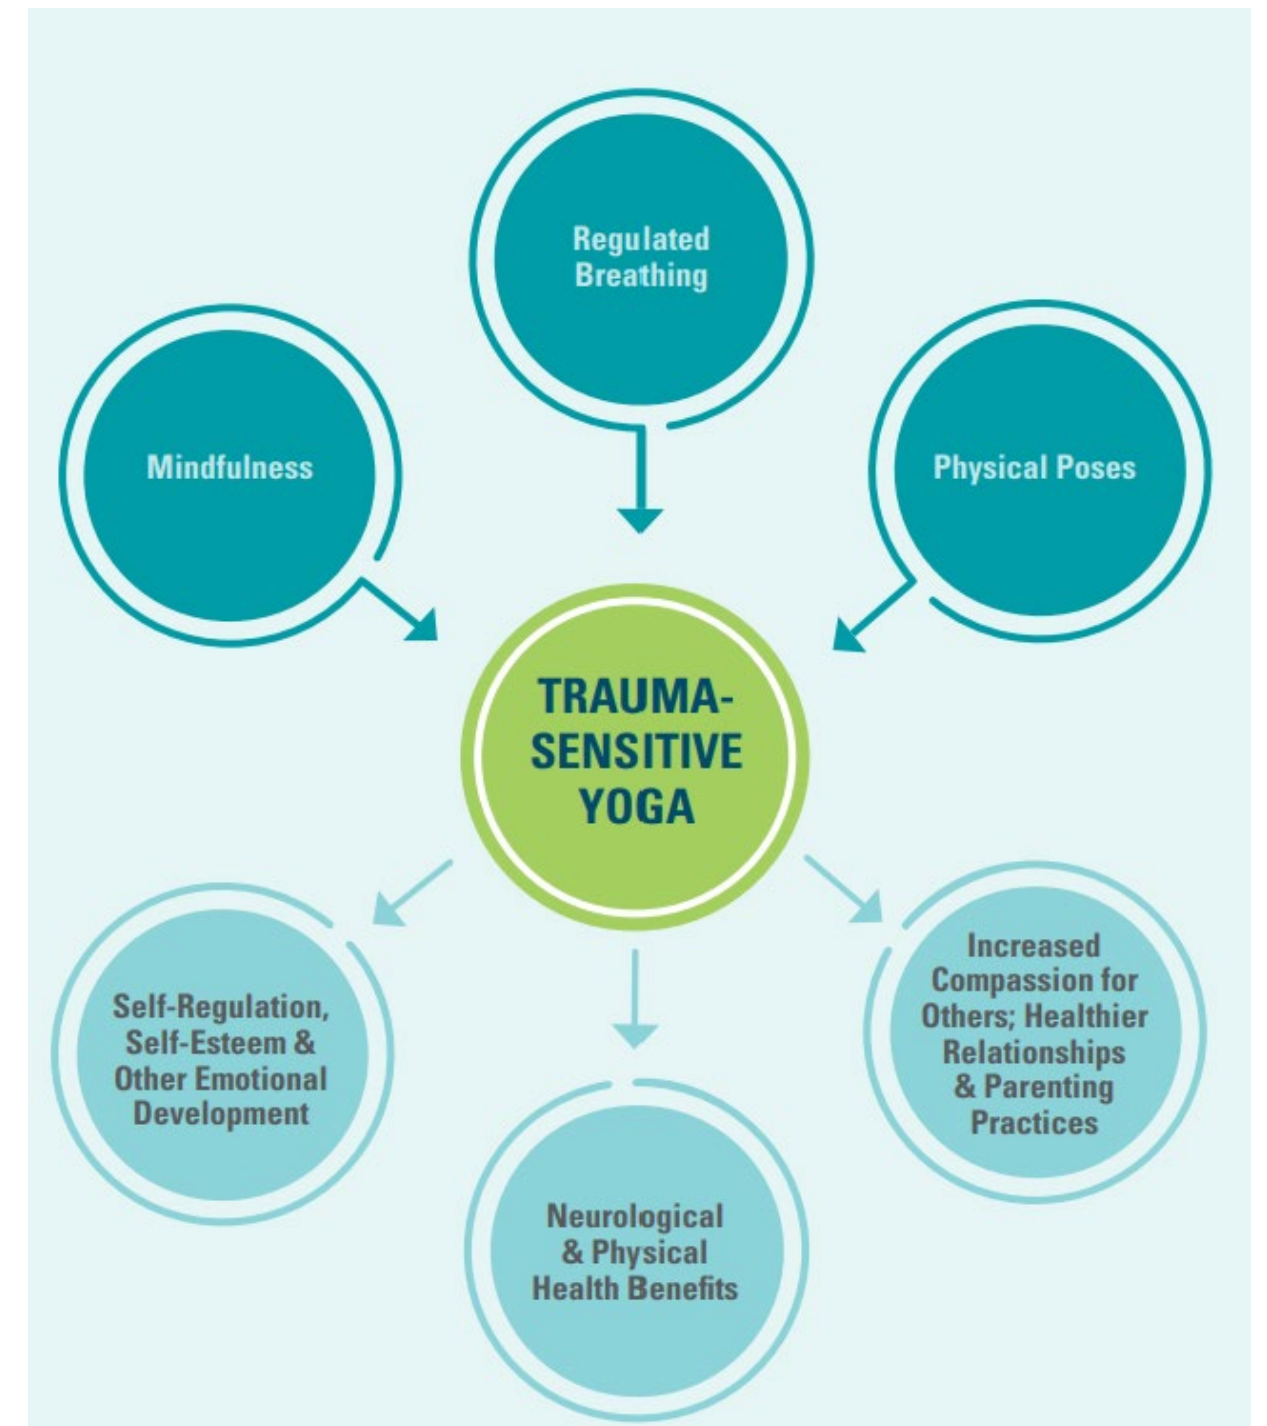 Regulated
Breathing
Mindfulness
Physical Poses
TRAUMA-
SENSITIVE
YOGA
Self-Regulation,
Self-Esteem &
Other Emotional
Development
Increased
Compassion for
Others; Healthier
Relationships
& Parenting
Practices
Neurological
& Physical
Health Benefits